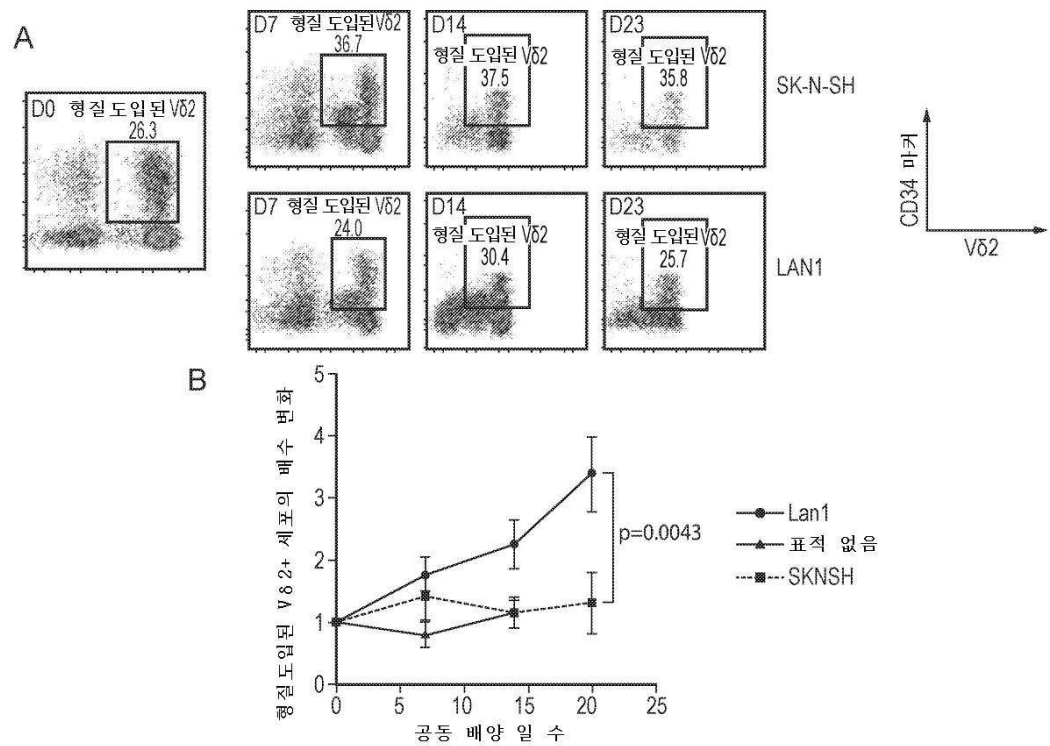 A
D0 형질 도입된 Vδ2
26.3
D7 형질 도입된 Vδ2
36.7
D14
형질 도입된 Vδ2
37.5
D23
형질 도입된 Vδ2
35.8
SK-N-SH
D7 형질 도입된 Vδ2
24.0
D14
형질 도입된 Vδ2
30.4
D23
형질 도입된 Vδ2
25.7
LAN1
CD34 마커
Vδ2
B
형질도입된 Vδ2+ 세포의 배수 변화
5
4
3
2
1
0
0 5 10 15 20 25
공동 배양 일 수
p=0.0043
Lan1
표적 없음
SKNSH